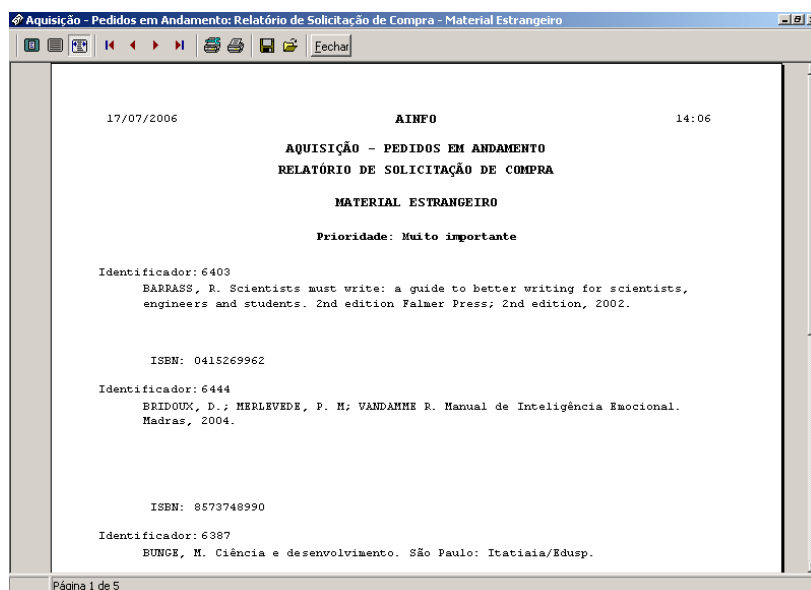 Aquisição - Pedidos em Andamento: Relatório de Solicitação de Compra - Material Estrangeiro
Fechar
17/07/2006 AINFO 14:06
AQUISIÇÃO - PEDIDOS EM ANDAMENTO
RELATÓRIO DE SOLICITAÇÃO DE COMPRA
MATERIAL ESTRANGEIRO
Prioridade: Muito importante
Identificador: 6403
BARRASS, R. Scientists must write: a guide to better writing for scientists,
engineers and students. 2nd edition Falmer Press; 2nd edition, 2002.
ISBN: 0415269962
Identificador: 6444
BRIDOUX, D.; MERLEVEDE, P. M; VANDAMME R. Manual de Inteligência Emocional.
Madras, 2004.
ISBN: 8573748990
Identificador: 6387
BUNGE, M. Ciência e desenvolvimento. São Paulo: Itatiaia/Edusp.
Página 1 de 5